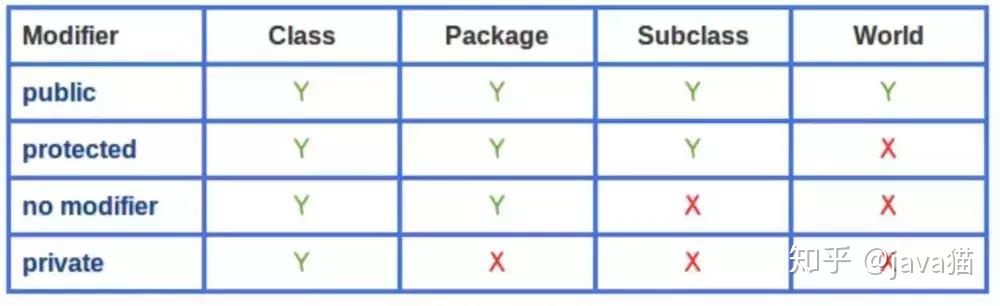 Modifier Class Package Subclass World
public Y Y Y Y
protected Y Y Y X
no modifier Y Y X X
private Y X X X
知乎 @java猫